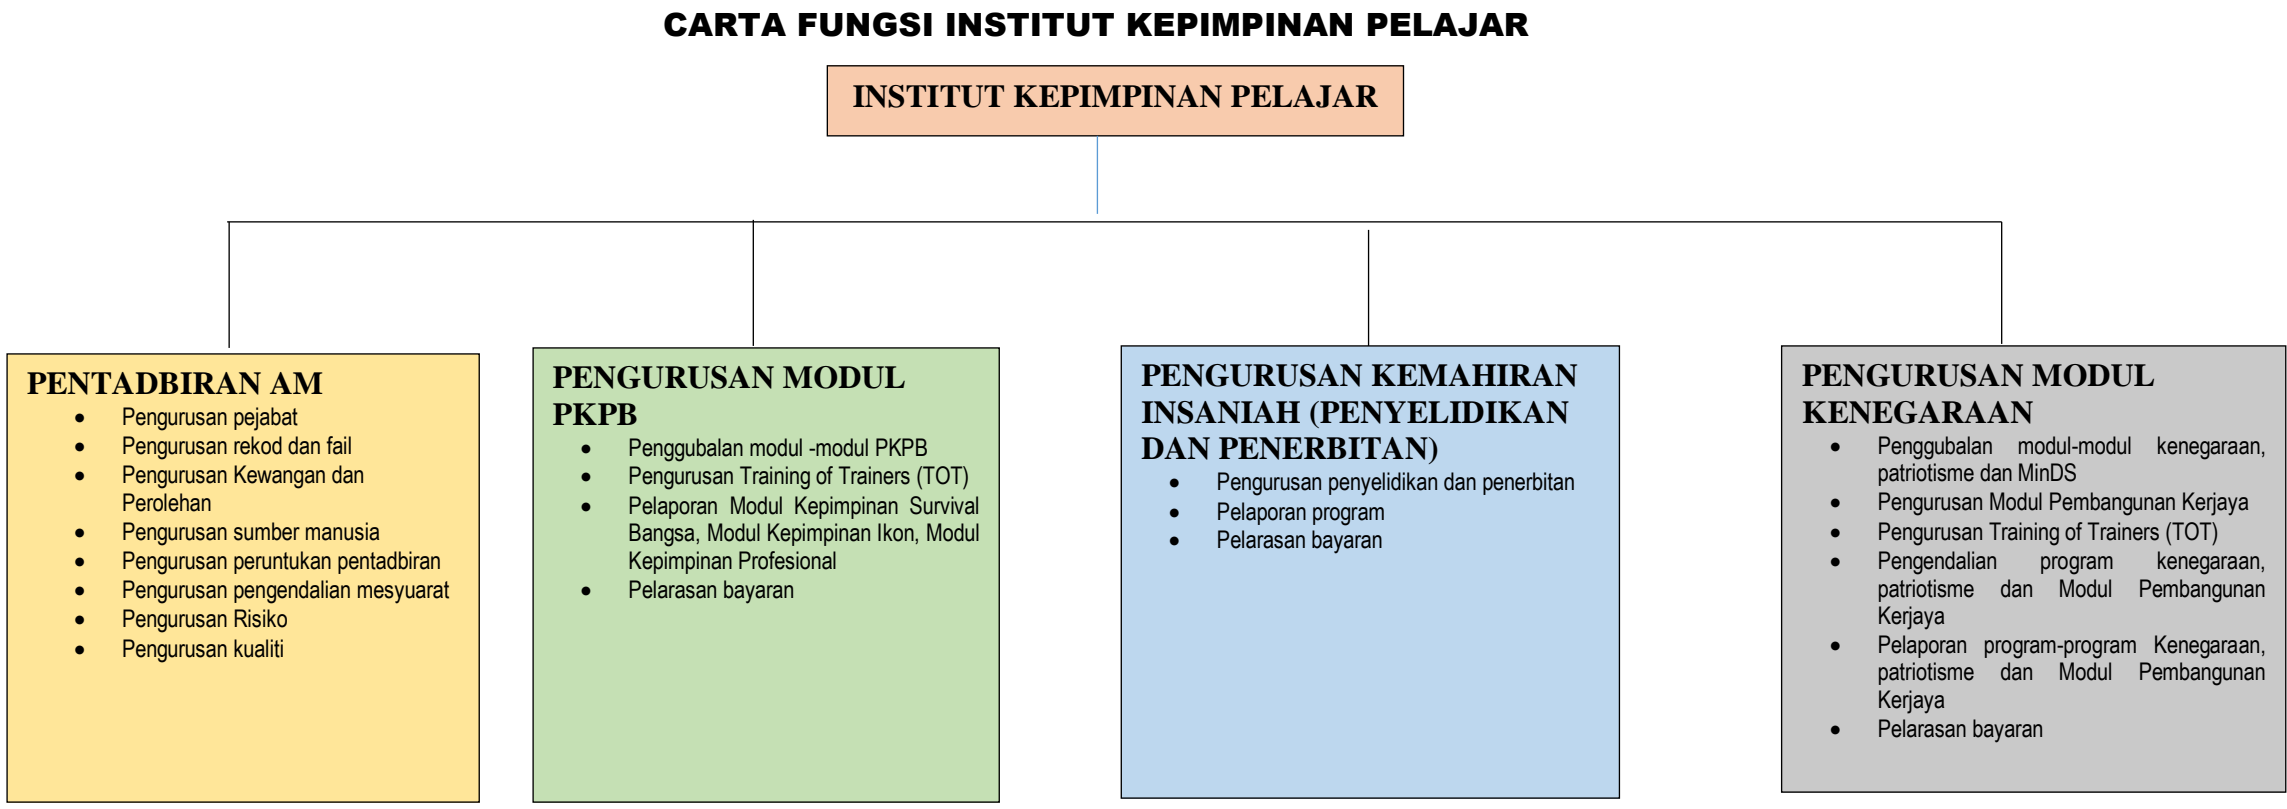 CARTA FUNGSI INSTITUT KEPIMPINAN PELAJAR
INSTITUT KEPIMPINAN PELAJAR
PENTADBIRAN AM
• Pengurusan pejabat
• Pengurusan rekod dan fail
• Pengurusan Kewangan dan
Perolehan
• Pengurusan sumber manusia
• Pengurusan peruntukan pentadbiran
• Pengurusan pengendalian mesyuarat
• Pengurusan Risiko
• Pengurusan kualiti
PENGURUSAN MODUL
PKPB
• Penggubalan modul -modul PKPB
• Pengurusan Training of Trainers (TOT)
• Pelaporan Modul Kepimpinan Survival
Bangsa, Modul Kepimpinan Ikon, Modul
Kepimpinan Profesional
• Pelarasan bayaran
PENGURUSAN KEMAHIRAN
INSANIAH (PENYELIDIKAN
DAN PENERBITAN)
• Pengurusan penyelidikan dan penerbitan
• Pelaporan program
• Pelarasan bayaran
PENGURUSAN MODUL
KENEGARAAN
• Penggubalan modul-modul kenegaraan,
patriotisme dan MinDS
• Pengurusan Modul Pembangunan Kerjaya
• Pengurusan Training of Trainers (TOT)
• Pengendalian program kenegaraan,
patriotisme dan Modul Pembangunan
Kerjaya
• Pelaporan program-program Kenegaraan,
patriotisme dan Modul Pembangunan
Kerjaya
• Pelarasan bayaran